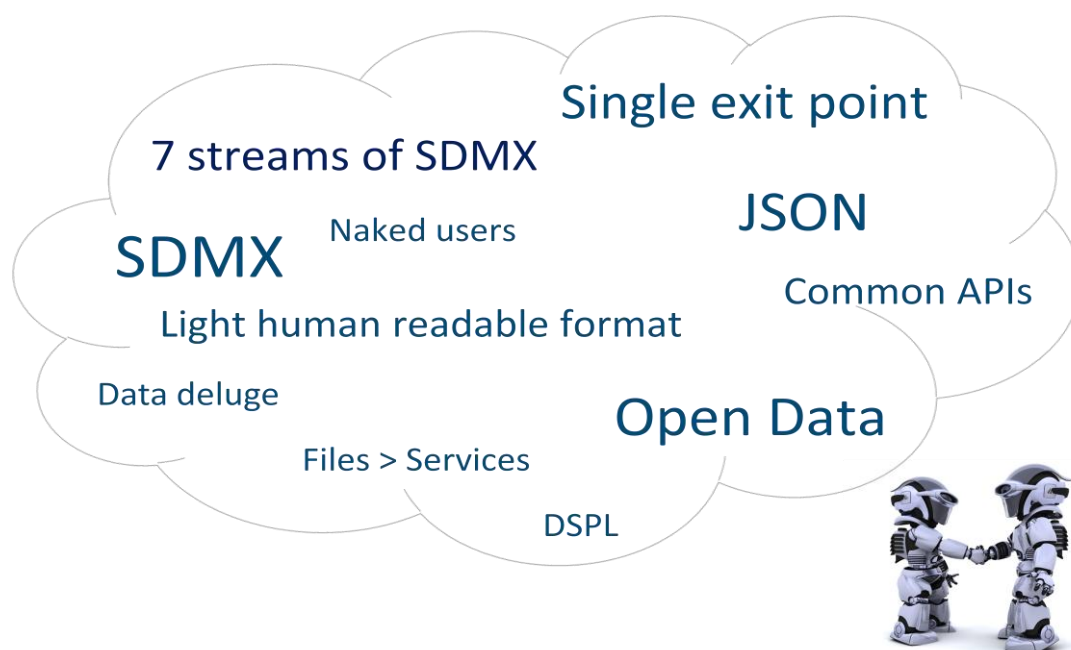 Single exit point
7 streams of SDMX
JSON
Naked users
SDMX
Common APIs
Light human readable format
Data deluge
Open Data
Files > Services
DSPL